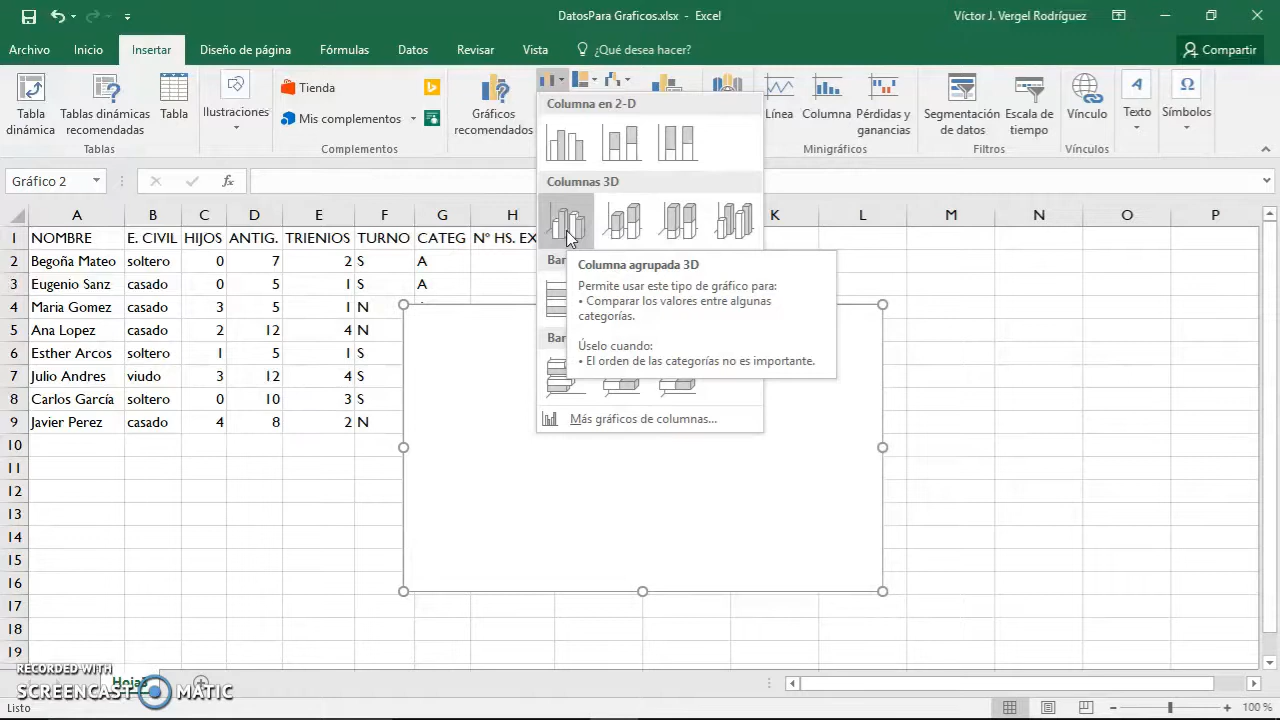 DatosPara Graficos.xlsx - Excel
Víctor J. Vergel Rodríguez
Archivo
Inicio
Insertar
Diseño de página
Fórmulas
Datos
Revisar
Vista
¿Qué desea hacer?
Compartir
Tabla dinámica
Tablas dinámicas recomendadas
Tabla
Tablas
Ilustraciones
Tienda
Mis complementos
Complementos
Gráficos recomendados
Línea
Columna
Pérdidas y ganancias
Minigráficos
Segmentación de datos
Escala de tiempo
Filtros
Vínculo
Vínculos
Texto
Símbolos
Gráfico 2
fx
Columna en 2-D
Columnas 3D
Bar
Bar
Más gráficos de columnas...
Columna agrupada 3D
Permite usar este tipo de gráfico para:
• Comparar los valores entre algunas
categorías.
Úselo cuando:
• El orden de las categorías no es importante.
A B C D E F G H K L M N O P
1 NOMBRE E. CIVIL HIJOS ANTIG. TRIENIOS TURNO CATEG Nº HS. EX
2 Begoña Mateo soltero 0 7 2 S A
3 Eugenio Sanz casado 0 5 1 S A
4 Maria Gomez casado 3 5 1 N
5 Ana Lopez casado 2 12 4 N
6 Esther Arcos soltero 1 5 1 S
7 Julio Andres viudo 3 12 4 S
8 Carlos García soltero 0 10 3 S
9 Javier Perez casado 4 8 2 N
10
11
12
13
14
15
16
17
18
19
RECORDED WITH
SCREENCAST MATIC
Listo
100 %